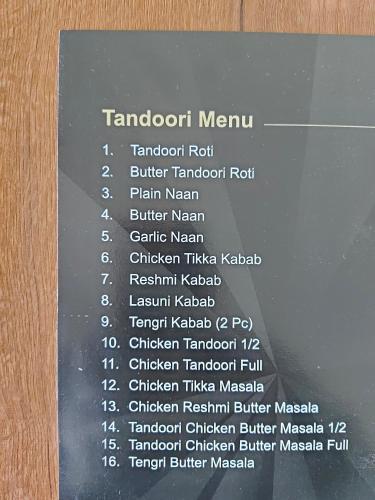 Tandoori Menu
1. Tandoori Roti
2. Butter Tandoori Roti
3. Plain Naan
4. Butter Naan
5. Garlic Naan
6. Chicken Tikka Kabab
7. Reshmi Kabab
8. Lasuni Kabab
9. Tengri Kabab (2 Pc)
10. Chicken Tandoori 1/2
11. Chicken Tandoori Full
12. Chicken Tikka Masala
13. Chicken Reshmi Butter Masala
14. Tandoori Chicken Butter Masala 1/2
15. Tandoori Chicken Butter Masala Full
16. Tengri Butter Masala